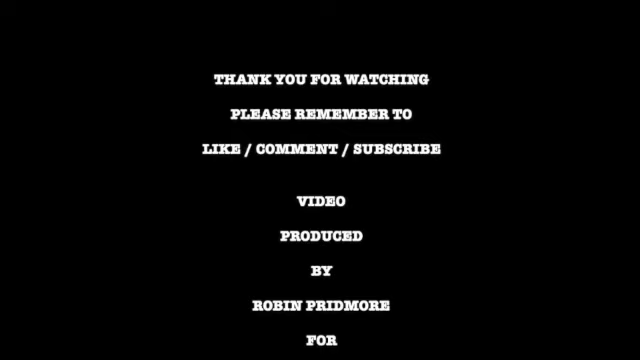 THANK YOU FOR WATCHING
PLEASE REMEMBER TO
LIKE / COMMENT / SUBSCRIBE
VIDEO
PRODUCED
BY
ROBIN PRIDMORE
FOR